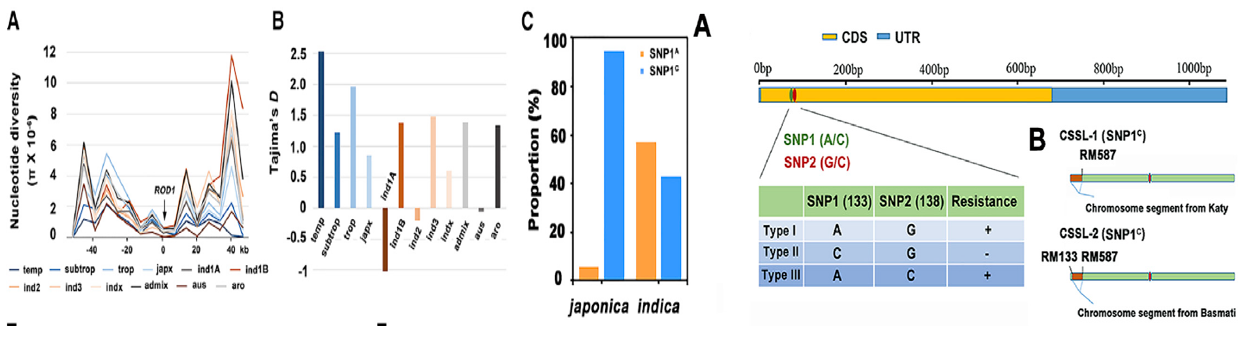 A
Nucleotide diversity
(π X 10⁻⁶)
12
10
8
6
4
2
0
ROD1
-40
-20
0
20
40 kb
temp
subtrop
trop
japx
ind1A
ind1B
ind2
ind3
indx
admix
aus
aro
B
Tajima's D
2.5
2.0
1.5
1.0
0.5
0
-0.5
-1
temp
subtrop
trop
japx
ind1A
Ind1B
ind2
ind3
indx
admix
aus
aro
C
Proportion (%)
100
80
60
40
20
0
SNP1ᴬ
SNP1ᶜ
japonica
indica
A
CDS
UTR
0bp
200bp
400bp
600bp
800bp
1000bp
SNP1 (A/C)
SNP2 (G/C)
SNP1 (133) SNP2 (138) Resistance
Type I A G +
Type II C G -
Type III A C +
B
CSSL-1 (SNP1ᶜ)
RM587
Chromosome segment from Katy
CSSL-2 (SNP1ᶜ)
RM133 RM587
Chromosome segment from Basmati